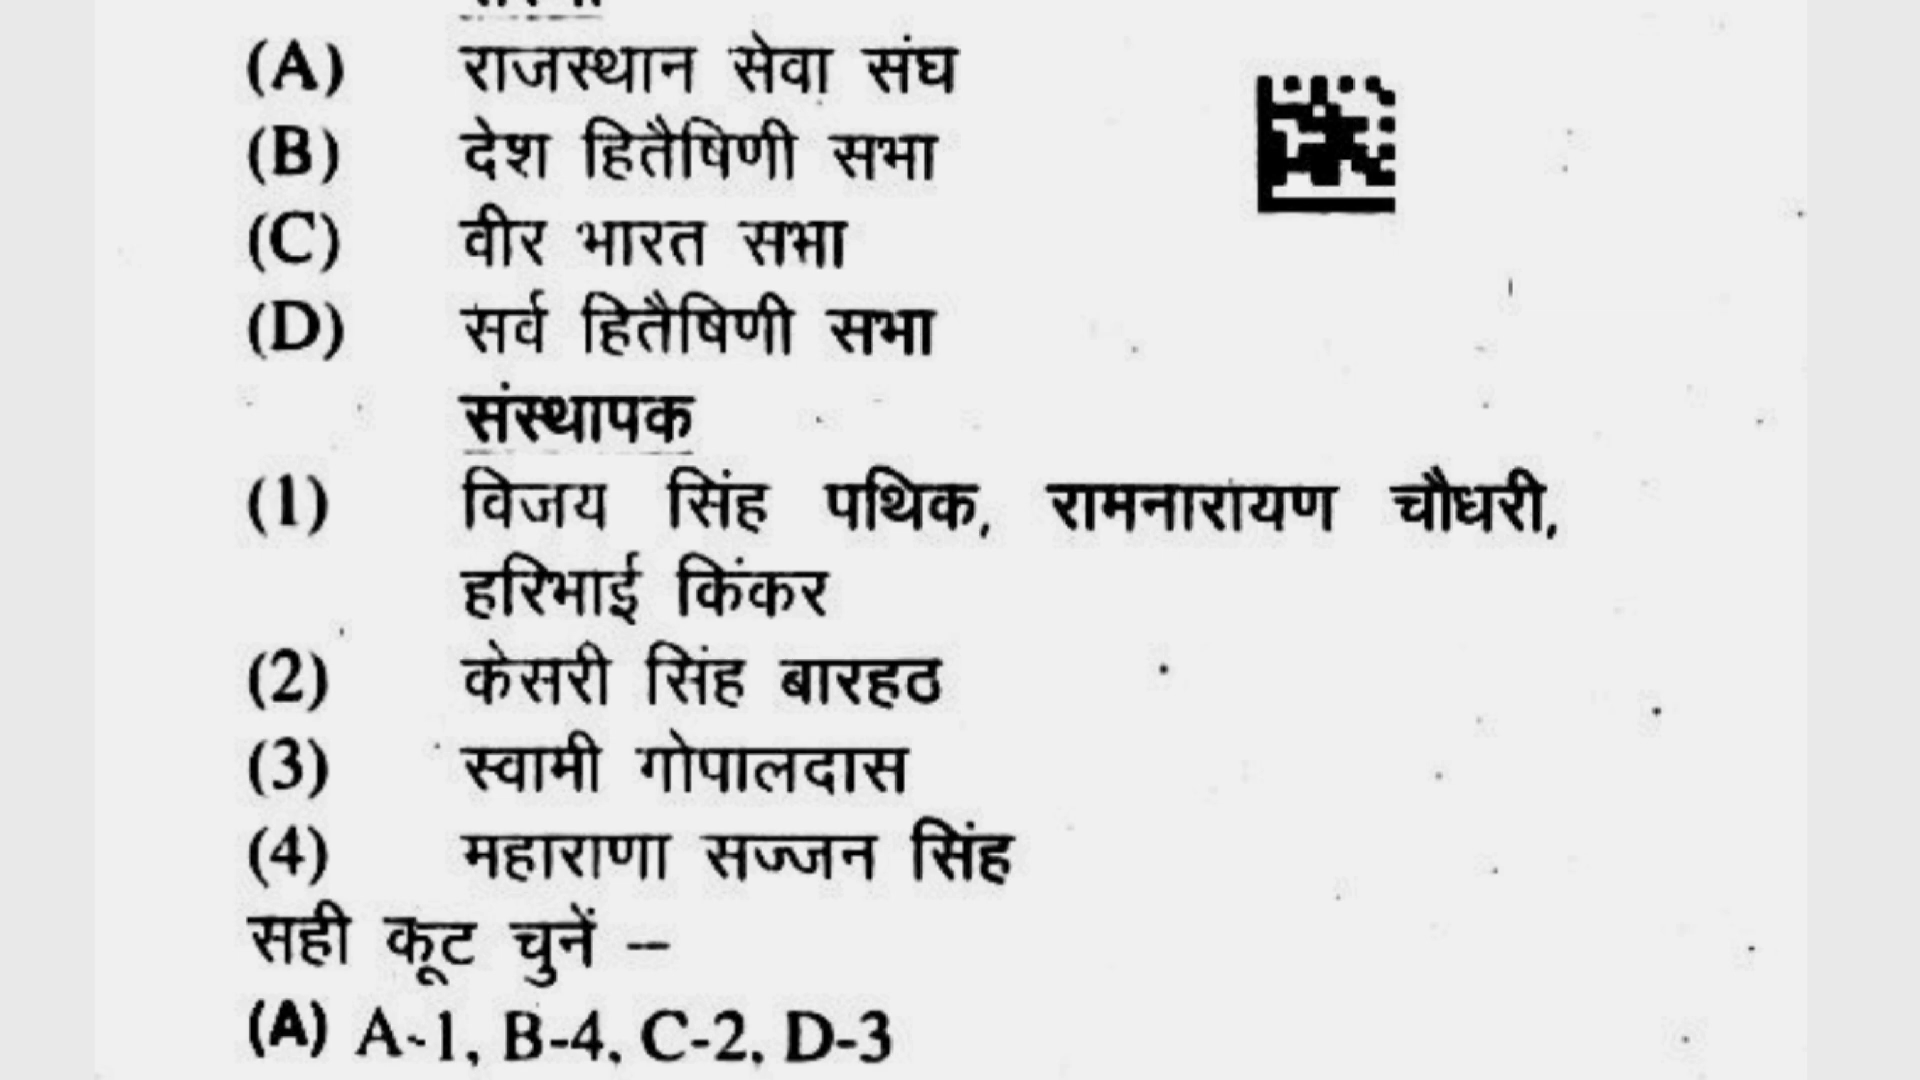 (A) राजस्थान सेवा संघ
(B) देश हितैषिणी सभा
(C) वीर भारत सभा
(D) सर्व हितैषिणी सभा
संस्थापक
(1) विजय सिंह पथिक, रामनारायण चौधरी,
हरिभाई किंकर
(2) केसरी सिंह बारहठ
(3) स्वामी गोपालदास
(4) महाराणा सज्जन सिंह
सही कूट चुनें –
(A) A-1, B-4, C-2, D-3